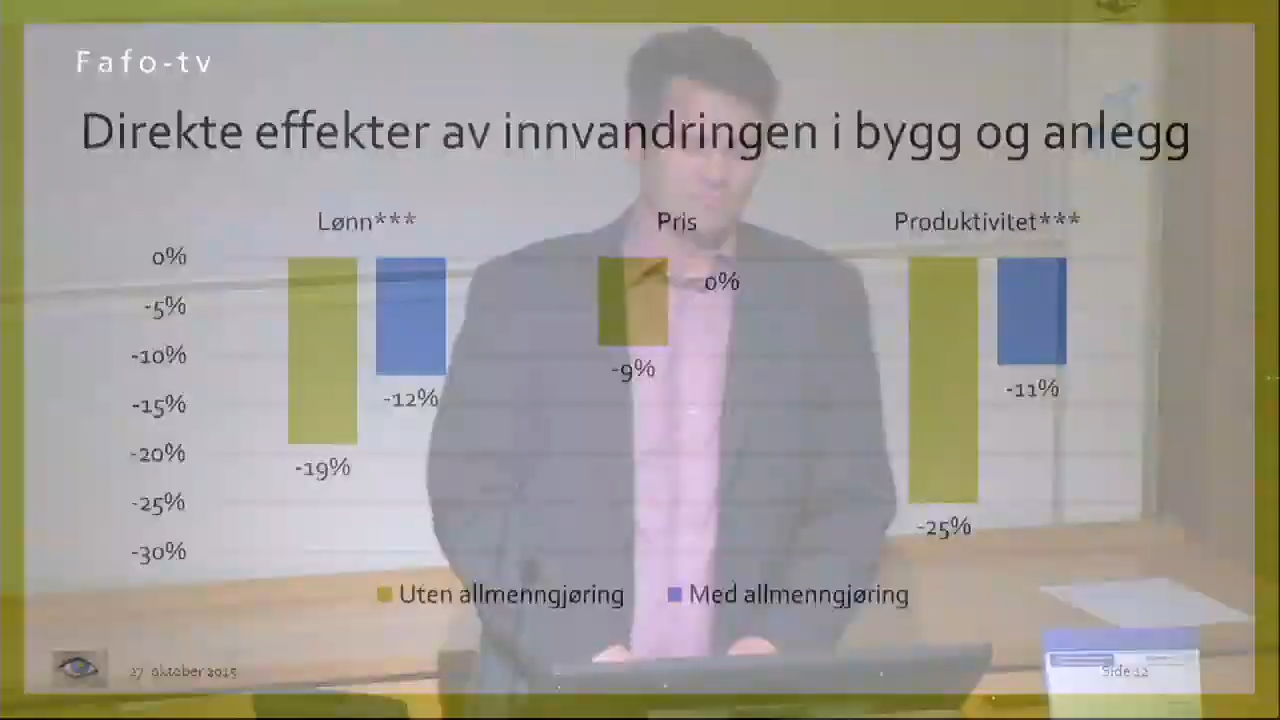 Fafo-tv
Direkte effekter av innvandringen i bygg og anlegg
Lønn*** Pris Produktivitet***
0%
-5%
-10%
-15%
-20%
-25%
-30%
-19%
-12%
-9%
0%
-25%
-11%
Uten allmenngjøring Med allmenngjøring
27. oktober 2015 Side 12